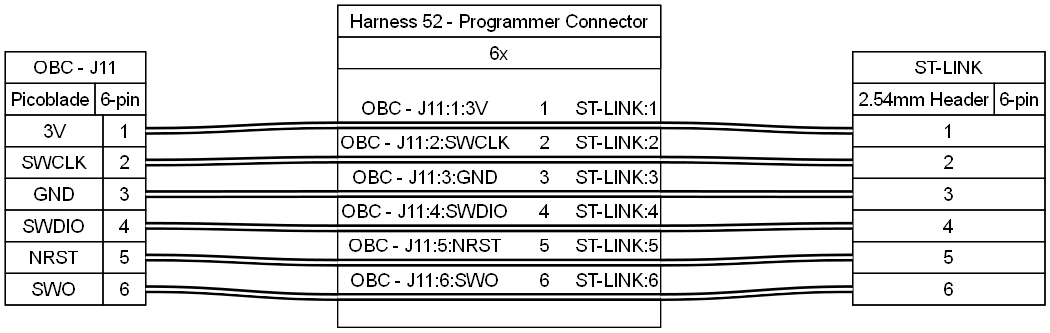 Harness 52 - Programmer Connector
6x
OBC - J11
Picoblade 6-pin
3V 1
SWCLK 2
GND 3
SWDIO 4
NRST 5
SWO 6
OBC - J11:1:3V 1 ST-LINK:1
OBC - J11:2:SWCLK 2 ST-LINK:2
OBC - J11:3:GND 3 ST-LINK:3
OBC - J11:4:SWDIO 4 ST-LINK:4
OBC - J11:5:NRST 5 ST-LINK:5
OBC - J11:6:SWO 6 ST-LINK:6
ST-LINK
2.54mm Header 6-pin
1
2
3
4
5
6